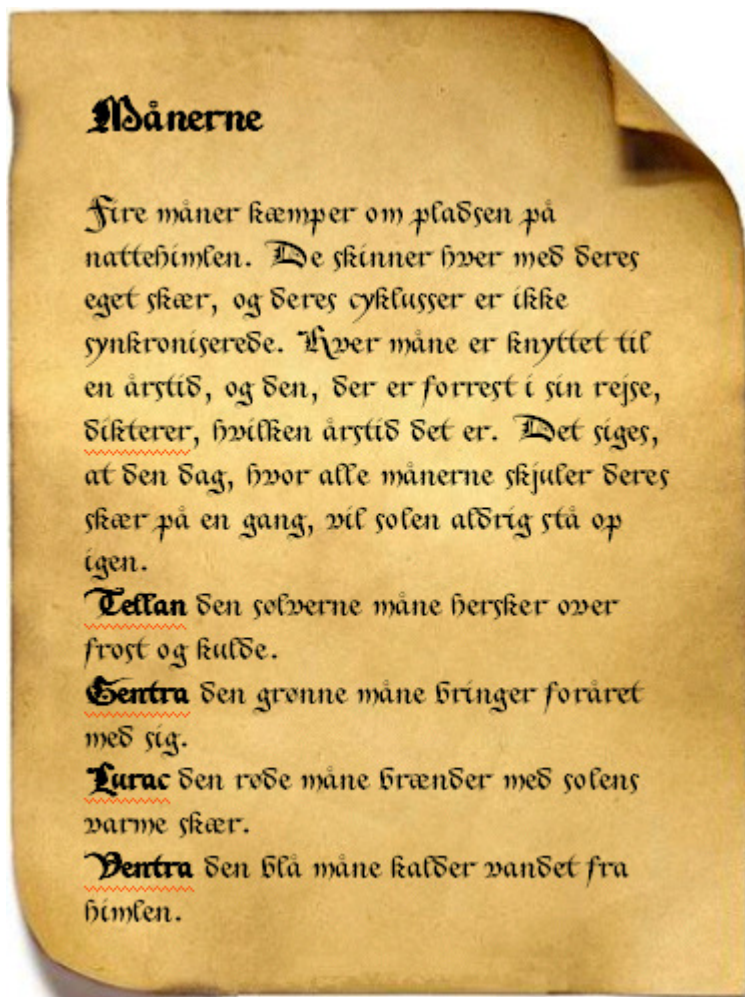 Månerne
Fire måner kæmper om pladsen på
nattehimlen. De skinner hver med deres
eget skær, og deres cyklusser er ikke
synkroniserede. Hver måne er knyttet til
en årstid, og den, der er forrest i sin rejse,
dikterer, hvilken årstid det er. Det siges,
at den dag, hvor alle månerne skjuler deres
skær på en gang, vil solen aldrig stå op
igen.
Tellan den sølverne måne hersker over
frost og kulde.
Gentra den grønne måne bringer foråret
med sig.
Lurac den røde måne brænder med solens
varme skær.
Ventra den blå måne kalder vandet fra
himlen.